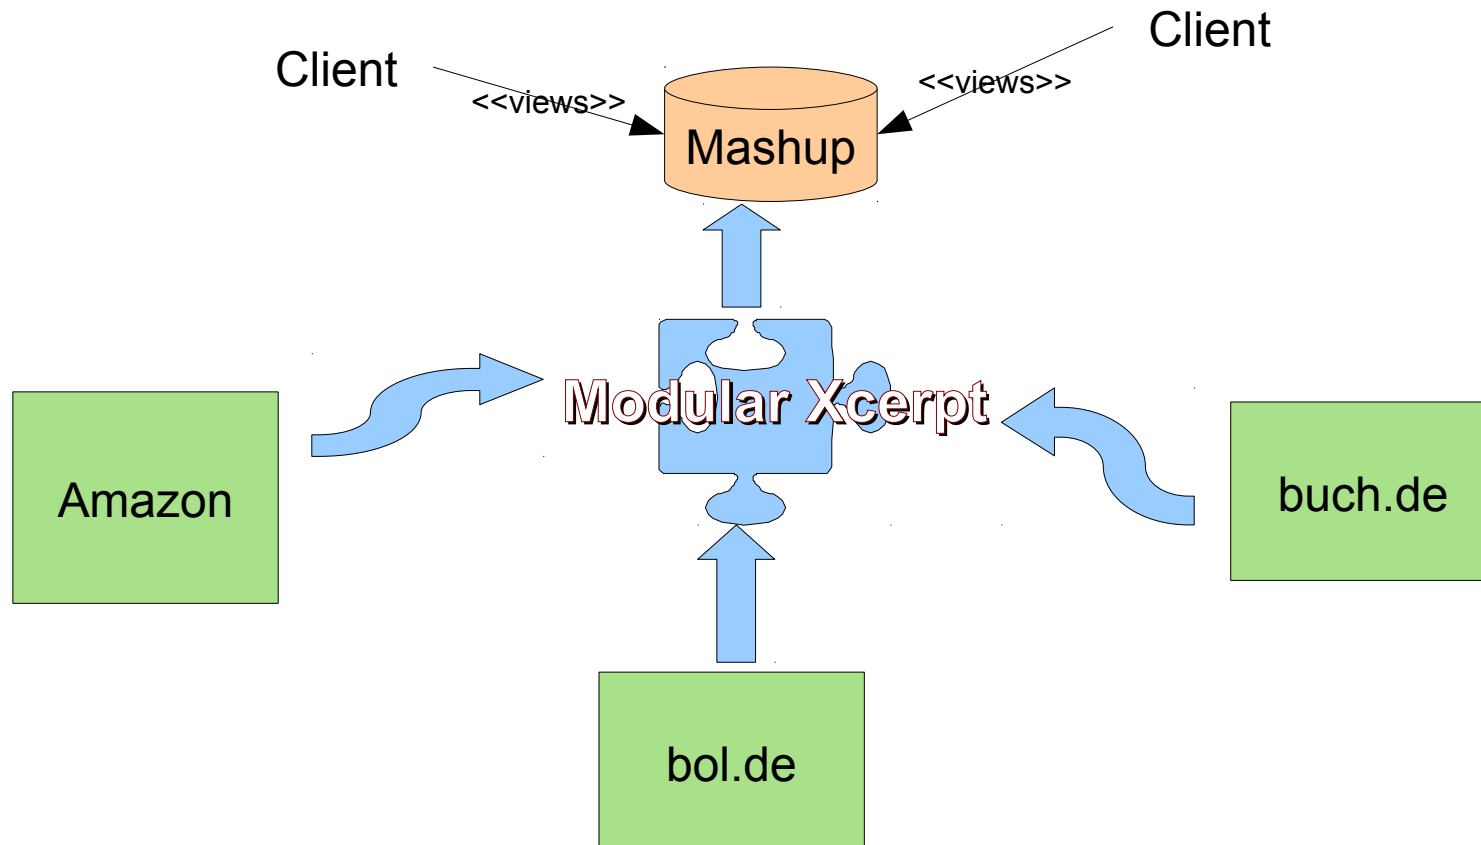 Client
Client
<<views>>
<<views>>
Mashup
Modular Xcerpt
Amazon
buch.de
bol.de